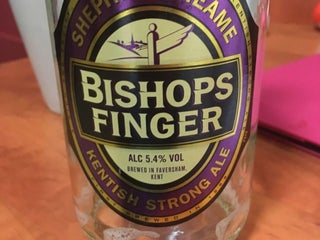 BISHOPS
FINGER
ALC 5.4% VOL
BREWED IN FAVERSHAM,
KENT
KENTISH STRONG ALE